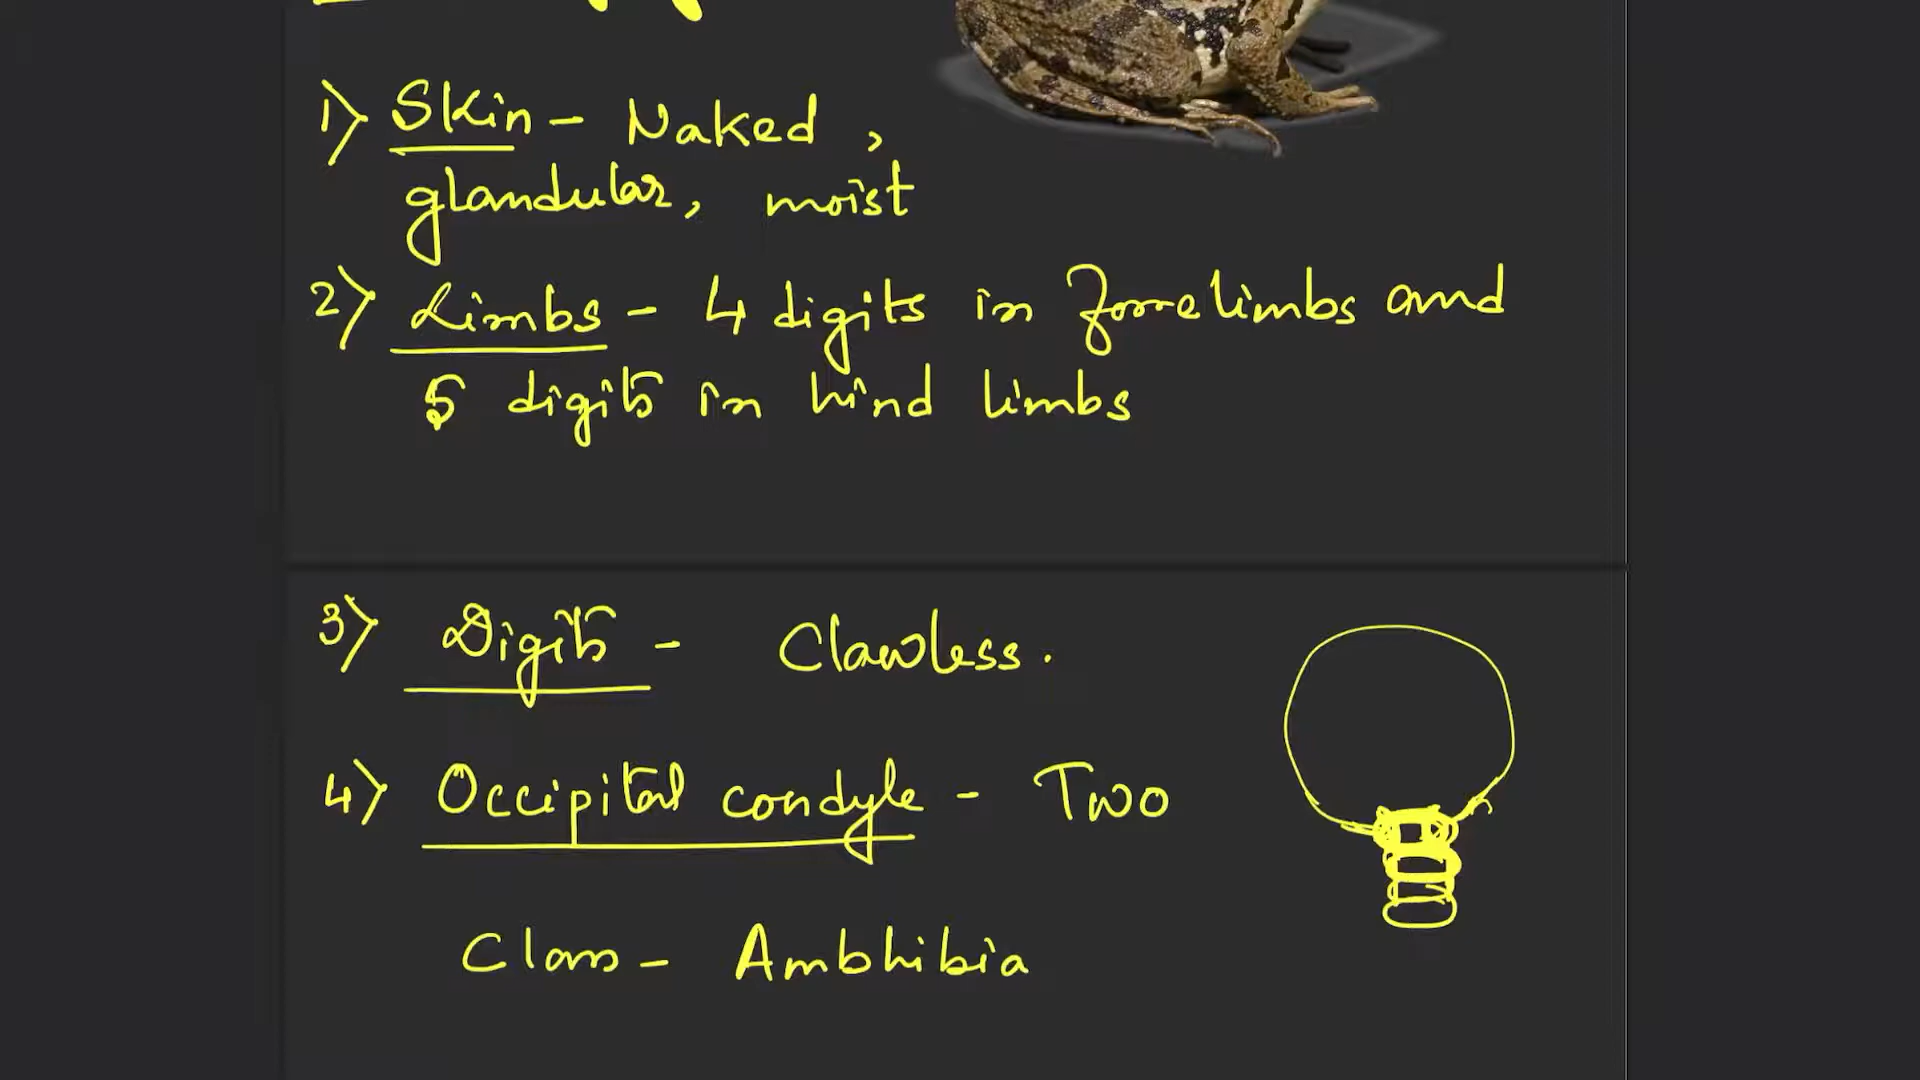 1) Skin - Naked ,
glandular, moist
2) Limbs - 4 digits in Forelimbs and
5 digits in hind limbs
3) Digits - Clawless.
4) Occipital condyle - Two
Class - Ambhibia